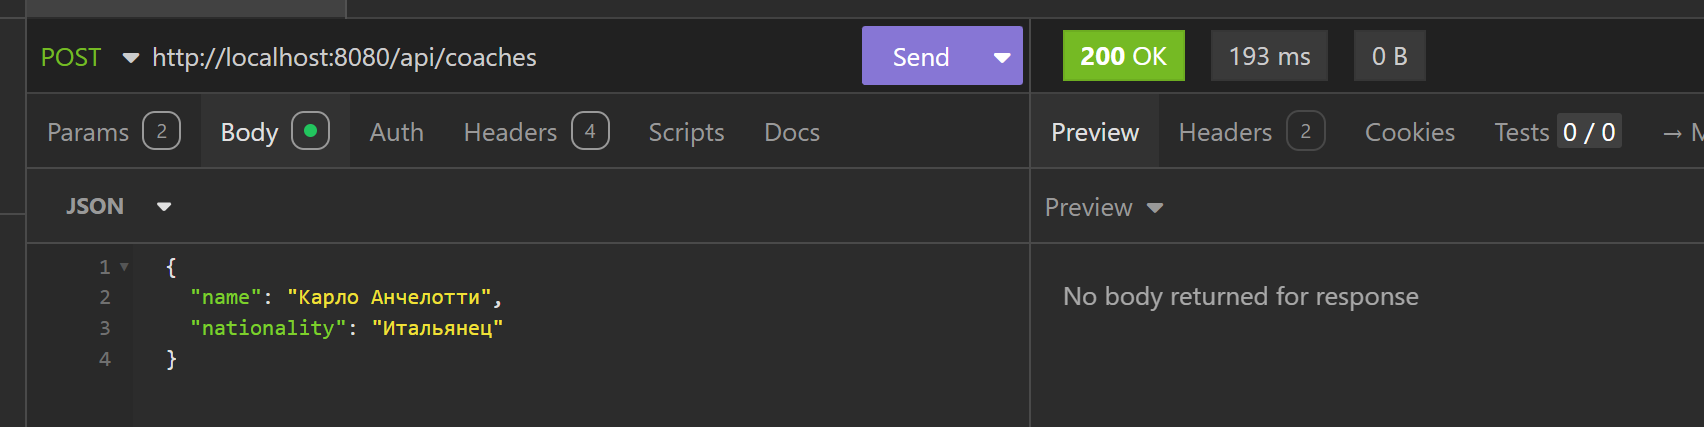 POST http://localhost:8080/api/coaches Send 200 OK 193 ms 0 B
Params 2 Body Auth Headers 4 Scripts Docs Preview Headers 2 Cookies Tests 0 / 0 → M
JSON Preview
1 {
2 "name": "Карло Анчелотти",
3 "nationality": "Итальянец"
4 }
No body returned for response